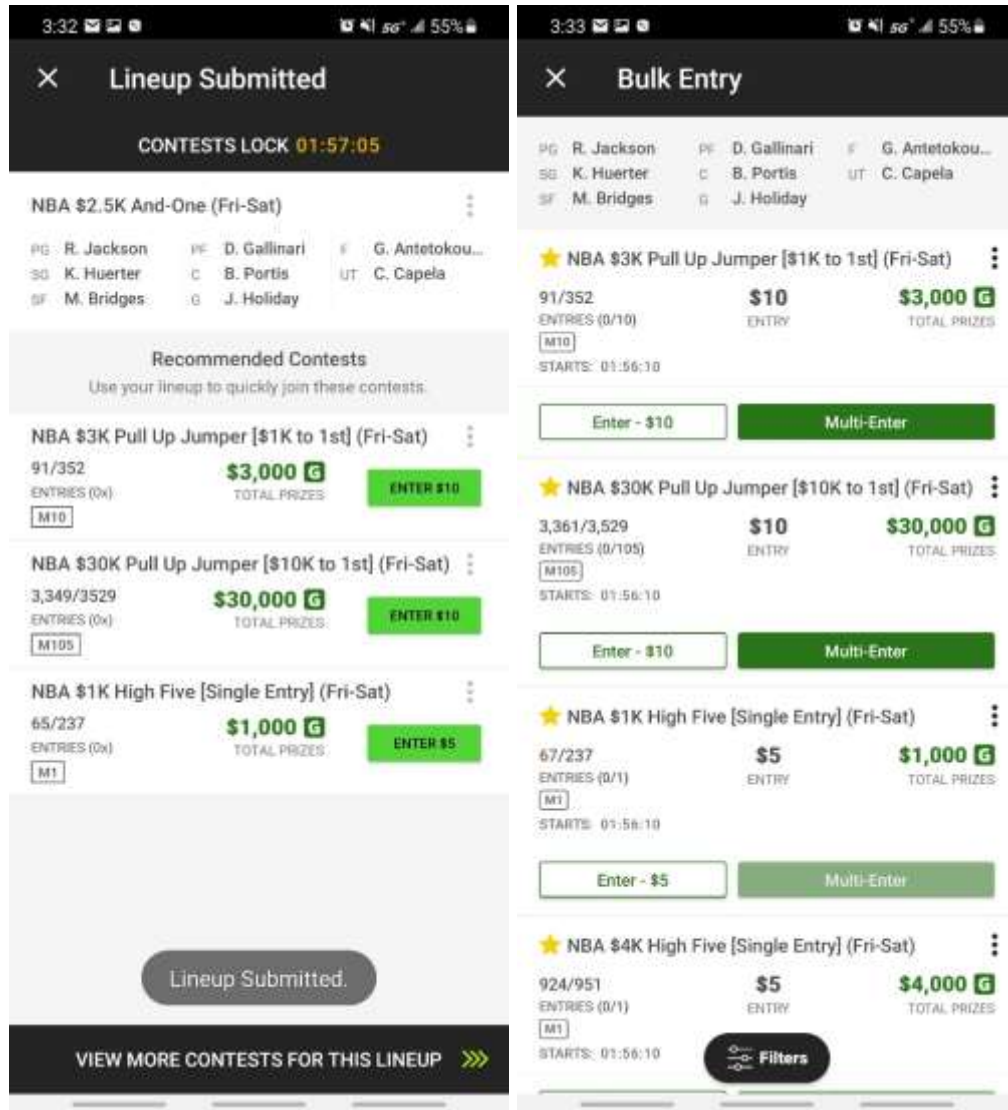 3:32 5G 55%
Lineup Submitted
CONTESTS LOCK 01:57:05
NBA $2.5K And-One (Fri-Sat)
PG R. Jackson PF D. Gallinari F G. Antetokou...
SG K. Huerter C B. Portis UT C. Capela
SF M. Bridges G J. Holiday
Recommended Contests
Use your lineup to quickly join these contests.
NBA $3K Pull Up Jumper [$1K to 1st] (Fri-Sat)
91/352 $3,000 G ENTER $10
ENTRIES (0x) TOTAL PRIZES
M10
NBA $30K Pull Up Jumper [$10K to 1st] (Fri-Sat)
3,349/3529 $30,000 G ENTER $10
ENTRIES (0x) TOTAL PRIZES
M105
NBA $1K High Five [Single Entry] (Fri-Sat)
65/237 $1,000 G ENTER $5
ENTRIES (0x) TOTAL PRIZES
M1
Lineup Submitted.
VIEW MORE CONTESTS FOR THIS LINEUP
3:33 5G 55%
Bulk Entry
PG R. Jackson PF D. Gallinari F G. Antetokou...
SG K. Huerter C B. Portis UT C. Capela
SF M. Bridges G J. Holiday
NBA $3K Pull Up Jumper [$1K to 1st] (Fri-Sat)
91/352 $10 $3,000 G
ENTRIES (0/10) ENTRY TOTAL PRIZES
M10
STARTS: 01:56:10
Enter - $10 Multi-Enter
NBA $30K Pull Up Jumper [$10K to 1st] (Fri-Sat)
3,361/3,529 $10 $30,000 G
ENTRIES (0/105) ENTRY TOTAL PRIZES
M105
STARTS: 01:56:10
Enter - $10 Multi-Enter
NBA $1K High Five [Single Entry] (Fri-Sat)
67/237 $5 $1,000 G
ENTRIES (0/1) ENTRY TOTAL PRIZES
M1
STARTS: 01:56:10
Enter - $5 Multi-Enter
NBA $4K High Five [Single Entry] (Fri-Sat)
924/951 $5 $4,000 G
ENTRIES (0/1) ENTRY TOTAL PRIZES
M1
STARTS: 01:56:10
Filters